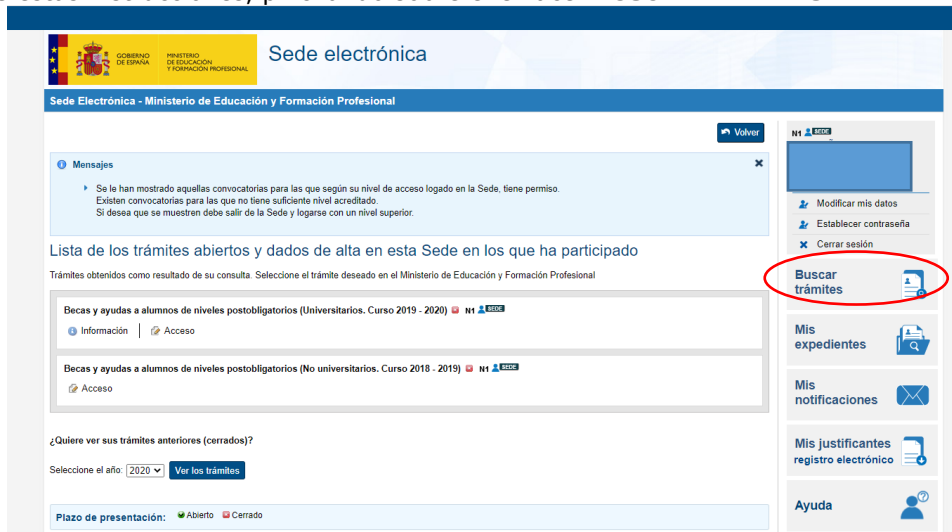 GOBIERNO DE ESPAÑA
MINISTERIO DE EDUCACIÓN Y FORMACIÓN PROFESIONAL
Sede electrónica
Sede Electrónica - Ministerio de Educación y Formación Profesional
Volver
Mensajes
Se le han mostrado aquellas convocatorias para las que según su nivel de acceso logado en la Sede, tiene permiso.
Existen convocatorias para las que no tiene suficiente nivel acreditado.
Si desea que se muestren debe salir de la Sede y logarse con un nivel superior.
Lista de los trámites abiertos y dados de alta en esta Sede en los que ha participado
Trámites obtenidos como resultado de su consulta. Seleccione el trámite deseado en el Ministerio de Educación y Formación Profesional
Becas y ayudas a alumnos de niveles postobligatorios (Universitarios. Curso 2019 - 2020) N1 SEDE
Información Acceso
Becas y ayudas a alumnos de niveles postobligatorios (No universitarios. Curso 2018 - 2019) N1 SEDE
Acceso
¿Quiere ver sus trámites anteriores (cerrados)?
Seleccione el año: 2020 Ver los trámites
Plazo de presentación: Abierto Cerrado
N1 SEDE
Modificar mis datos
Establecer contraseña
Cerrar sesión
Buscar
trámites
Mis
expedientes
Mis
notificaciones
Mis justificantes
registro electrónico
Ayuda